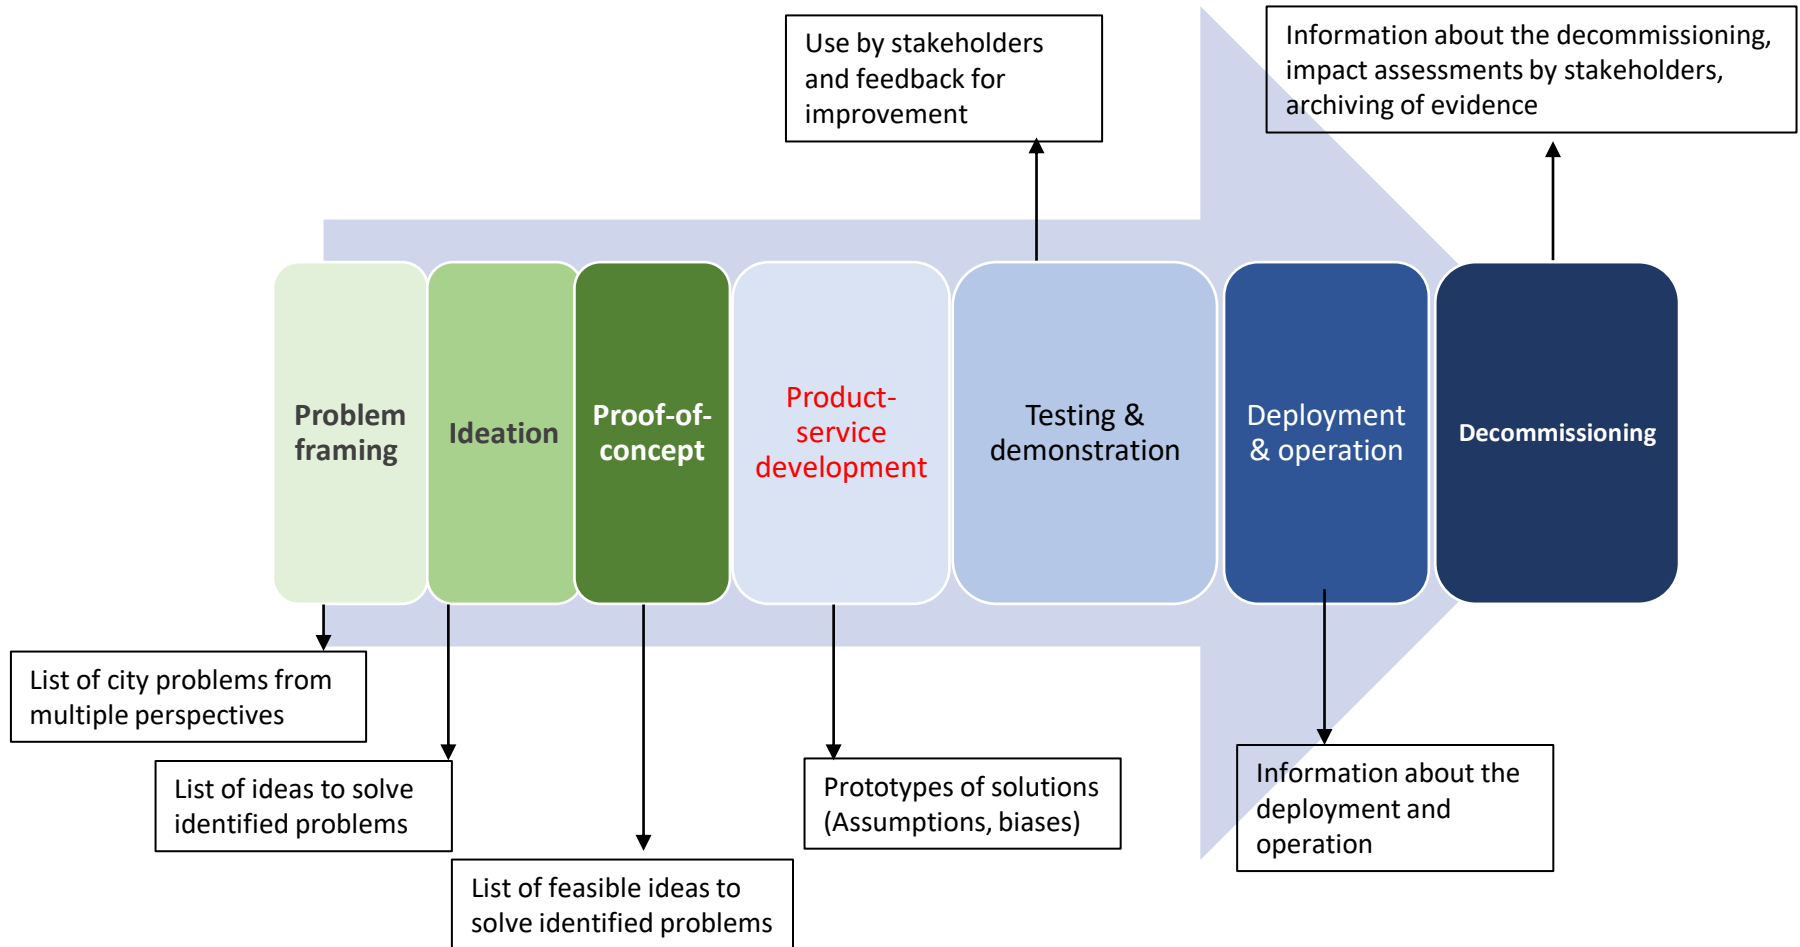 Use by stakeholders
and feedback for
improvement
Information about the decommissioning,
impact assessments by stakeholders,
archiving of evidence
Problem
framing
Ideation
Proof-of-
concept
Product-
service
development
Testing &
demonstration
Deployment
& operation
Decommissioning
List of city problems from
multiple perspectives
List of ideas to solve
identified problems
List of feasible ideas to
solve identified problems
Prototypes of solutions
(Assumptions, biases)
Information about the
deployment and
operation